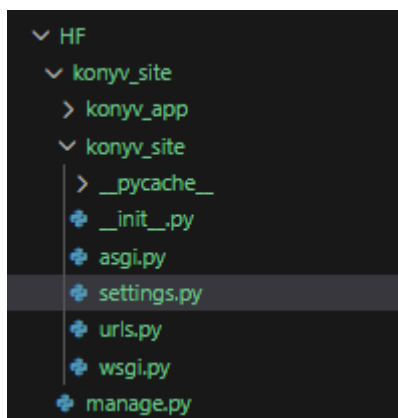 HF
konyv_site
konyv_app
konyv_site
__pycache__
__init__.py
asgi.py
settings.py
urls.py
wsgi.py
manage.py